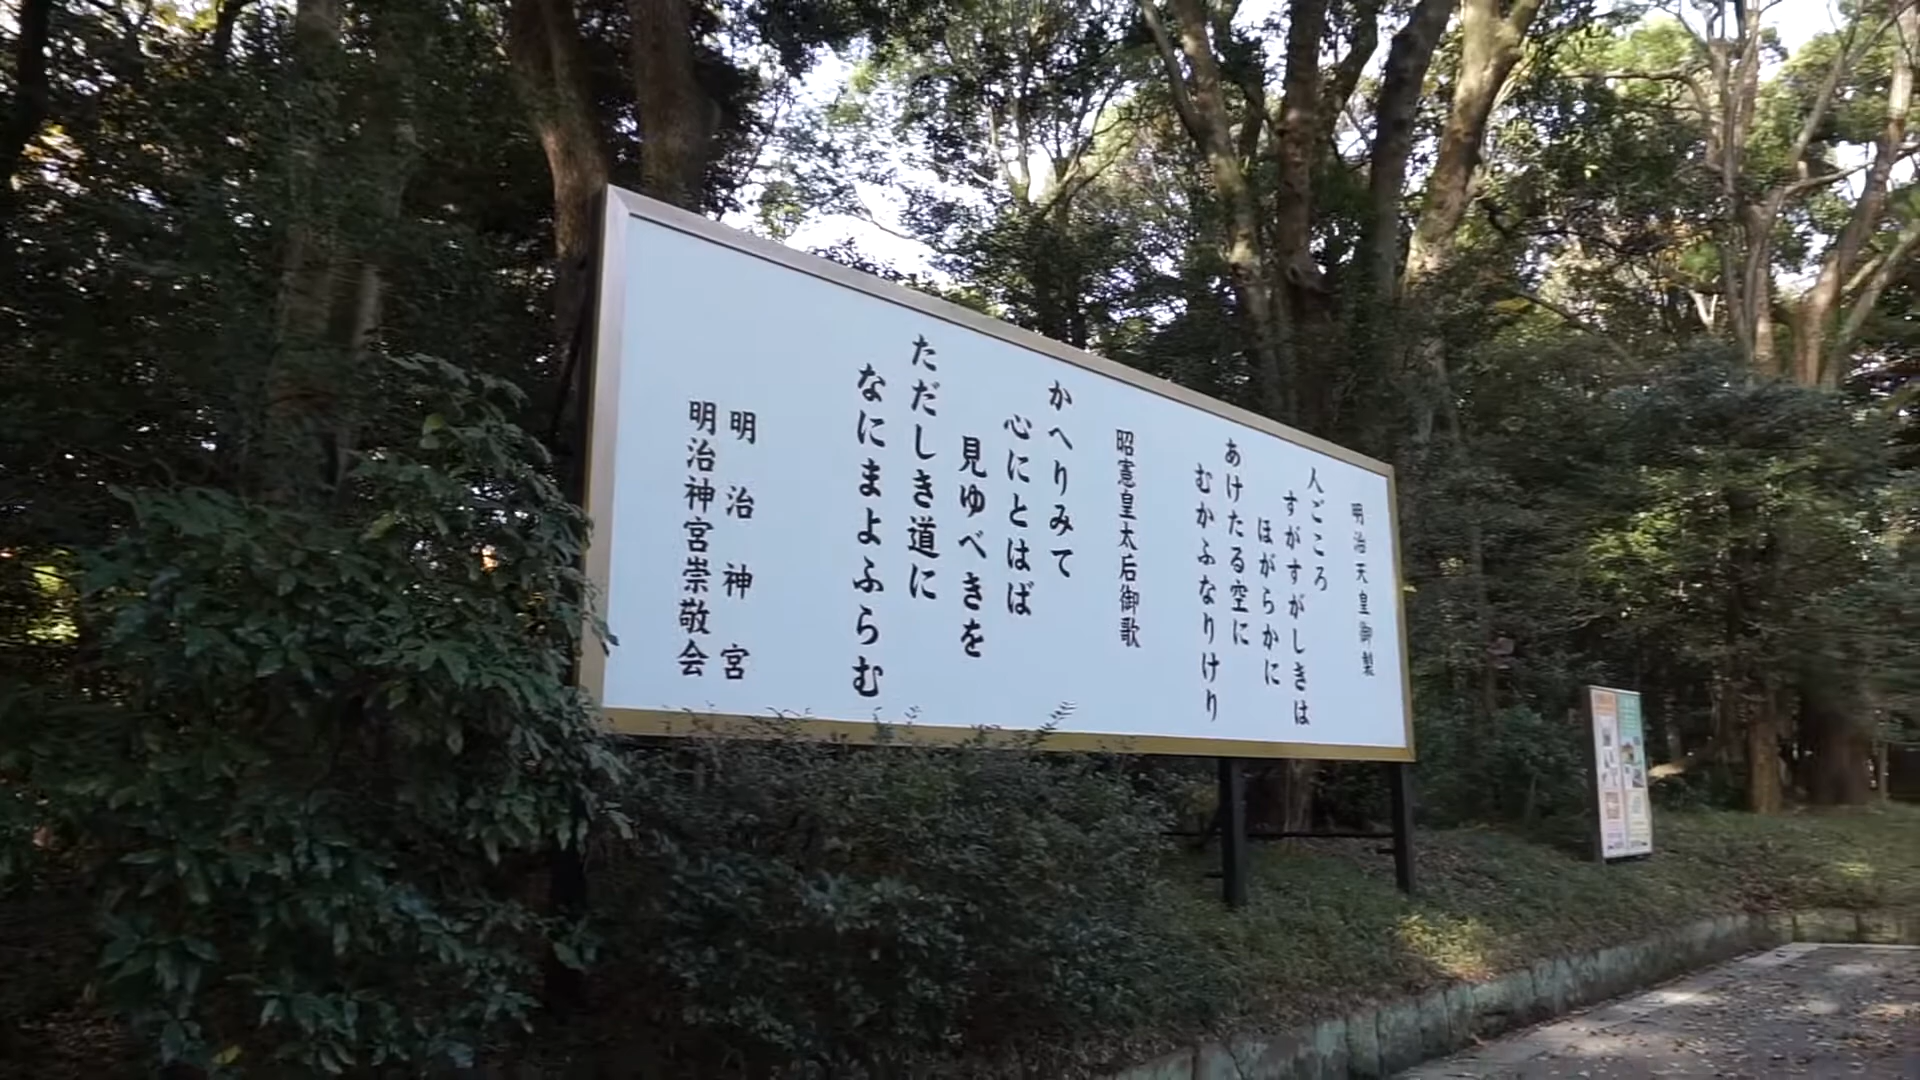 明治天皇御製
人ごころ
すがすがしきは
ほがらかに
あけたる空に
むかふなりけり
昭憲皇太后御歌
かへりみて
心にとはば
見ゆべきを
ただしき道に
なにまよふらむ
明治神宮
明治神宮崇敬会